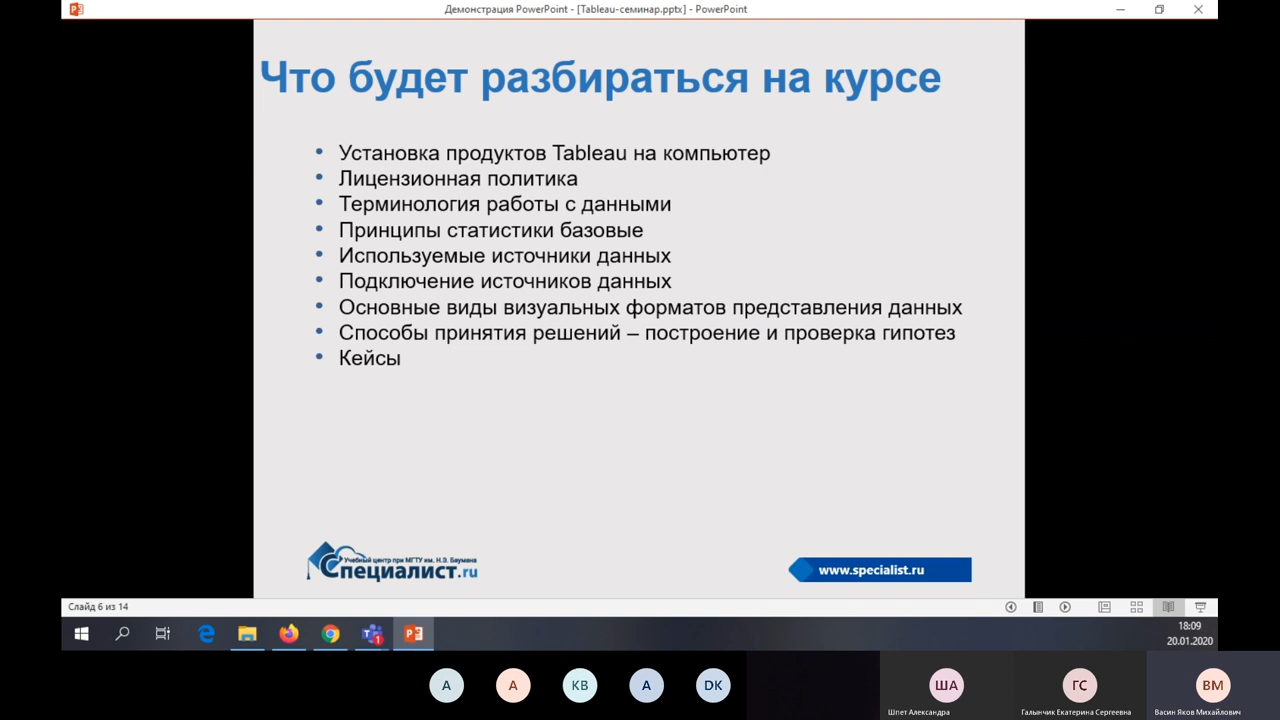 Демонстрация PowerPoint - [Tableau-семинар.pptx] - PowerPoint
Что будет разбираться на курсе
• Установка продуктов Tableau на компьютер
• Лицензионная политика
• Терминология работы с данными
• Принципы статистики базовые
• Используемые источники данных
• Подключение источников данных
• Основные виды визуальных форматов представления данных
• Способы принятия решений – построение и проверка гипотез
• Кейсы
Учебный центр при МГТУ им. Н.Э. Баумана
Специалист.ru
www.specialist.ru
Слайд 6 из 14
18:09
20.01.2020
A
A
КВ
A
DK
ША
ГС
ВМ
Шпет Александра
Галынчик Екатерина Сергеевна
Васин Яков Михайлович